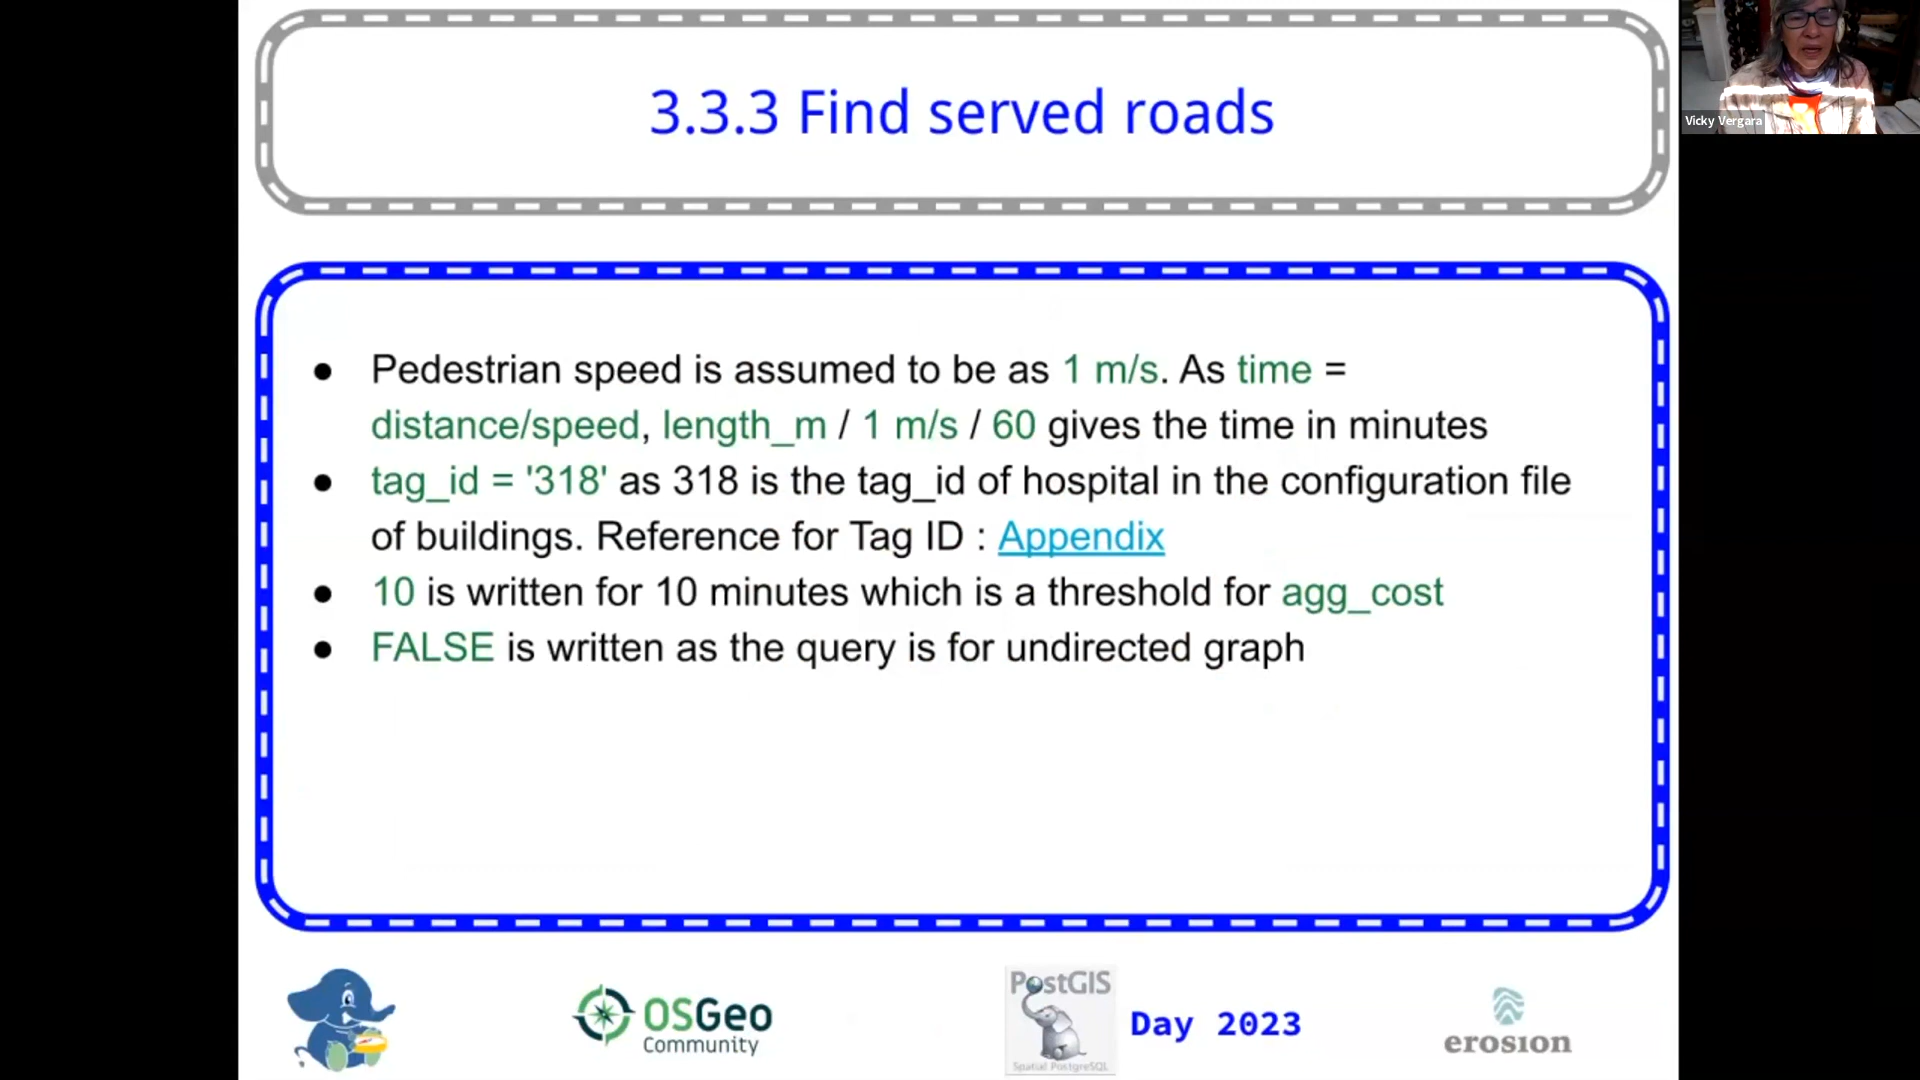 3.3.3 Find served roads
Vicky Vergara
● Pedestrian speed is assumed to be as 1 m/s. As time =
distance/speed, length_m / 1 m/s / 60 gives the time in minutes
● tag_id = '318' as 318 is the tag_id of hospital in the configuration file
of buildings. Reference for Tag ID : Appendix
● 10 is written for 10 minutes which is a threshold for agg_cost
● FALSE is written as the query is for undirected graph
OSGeo
Community
PostGIS
Spatial PostgreSQL
Day 2023
erosion